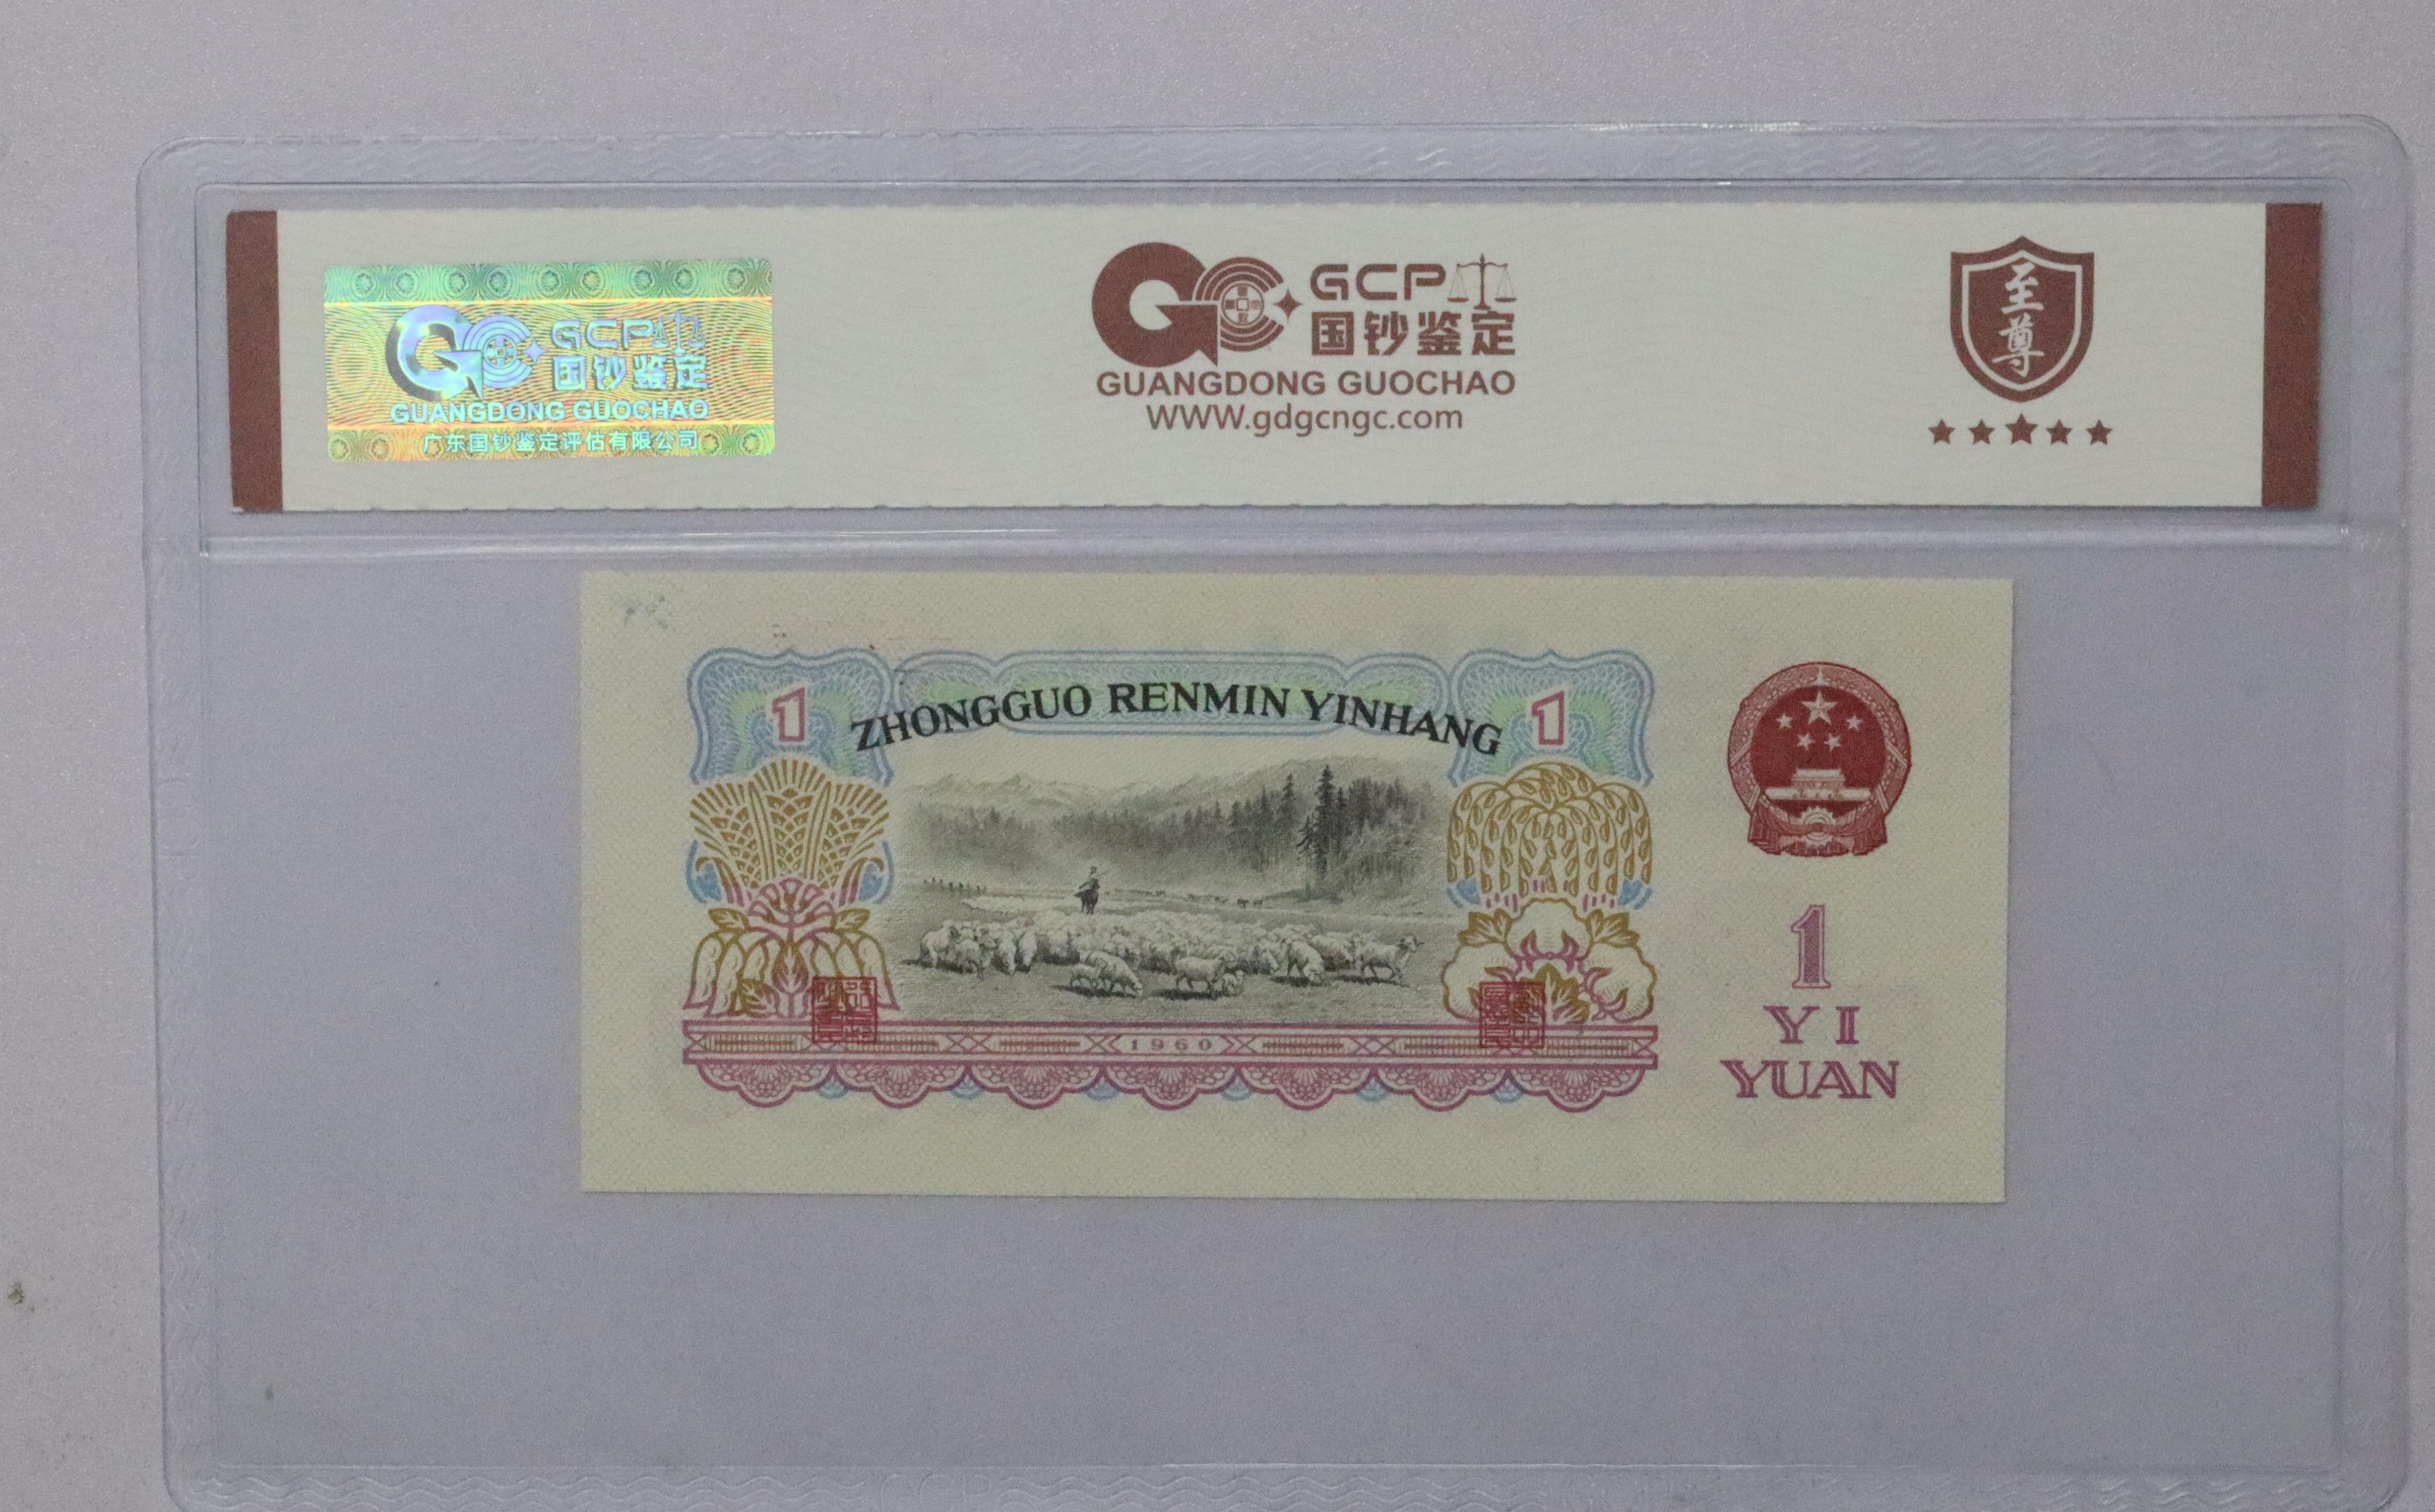 GCP
国钞鉴定
GUANGDONG GUOCHAO
广东国钞鉴定评估有限公司
GCP
国钞鉴定
GUANGDONG GUOCHAO
WWW.gdgcngc.com
至尊
1
ZHONGGUO RENMIN YINHANG
1
1960
1
YI
YUAN